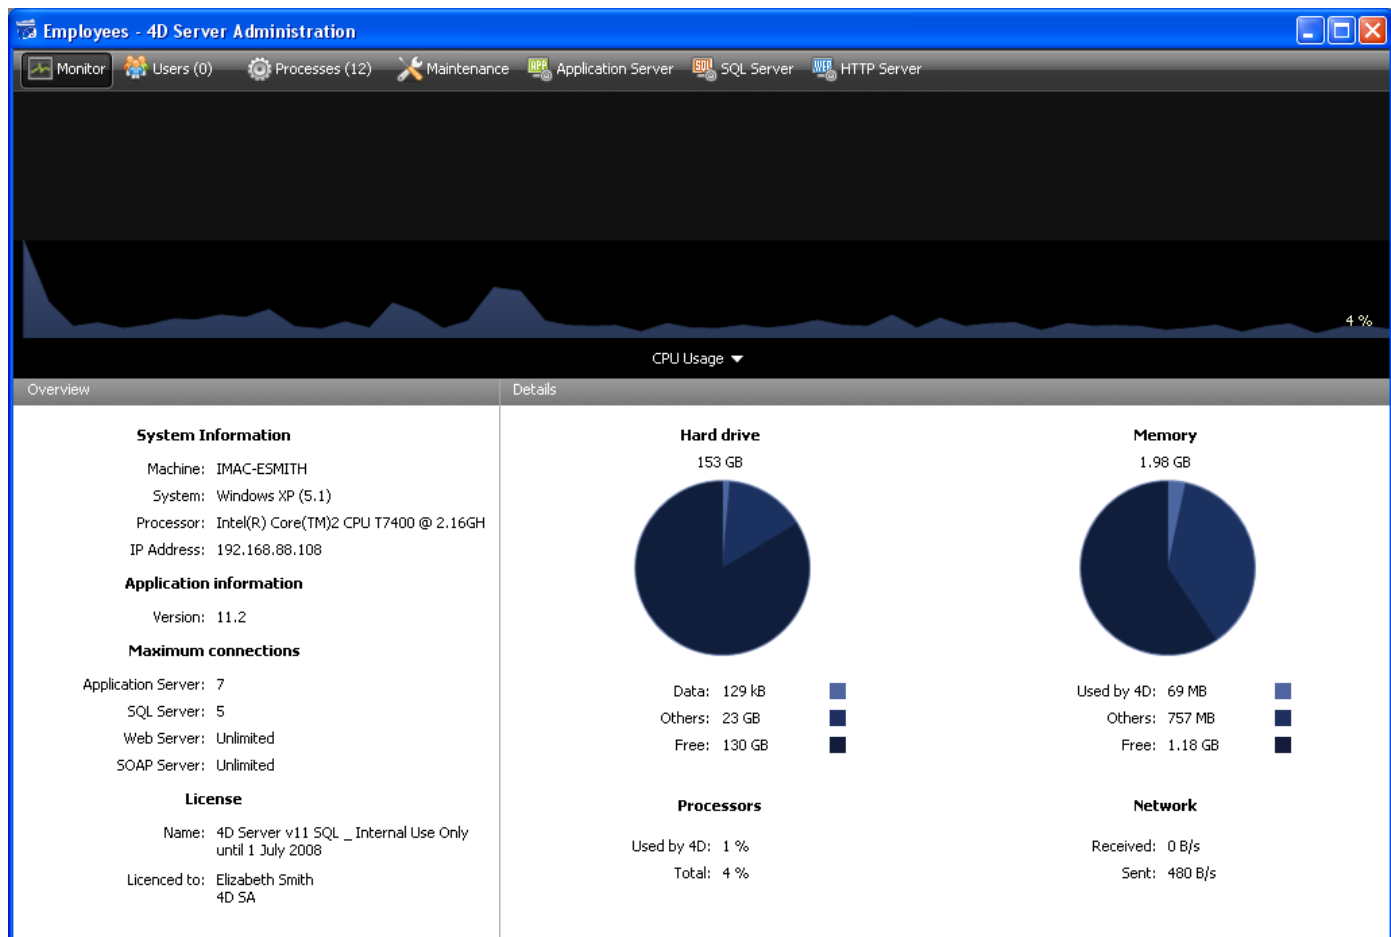 Employees - 4D Server Administration
Monitor Users (0) Processes (12) Maintenance APP Application Server SQL SQL Server WEB HTTP Server
4 %
CPU Usage
Overview
Details
System Information
Machine: IMAC-ESMITH
System: Windows XP (5.1)
Processor: Intel(R) Core(TM)2 CPU T7400 @ 2.16GH
IP Address: 192.168.88.108
Application information
Version: 11.2
Maximum connections
Application Server: 7
SQL Server: 5
Web Server: Unlimited
SOAP Server: Unlimited
License
Name: 4D Server v11 SQL _ Internal Use Only
until 1 July 2008
Licenced to: Elizabeth Smith
4D SA
Hard drive
153 GB
Data: 129 kB
Others: 23 GB
Free: 130 GB
Memory
1.98 GB
Used by 4D: 69 MB
Others: 757 MB
Free: 1.18 GB
Processors
Used by 4D: 1 %
Total: 4 %
Network
Received: 0 B/s
Sent: 480 B/s